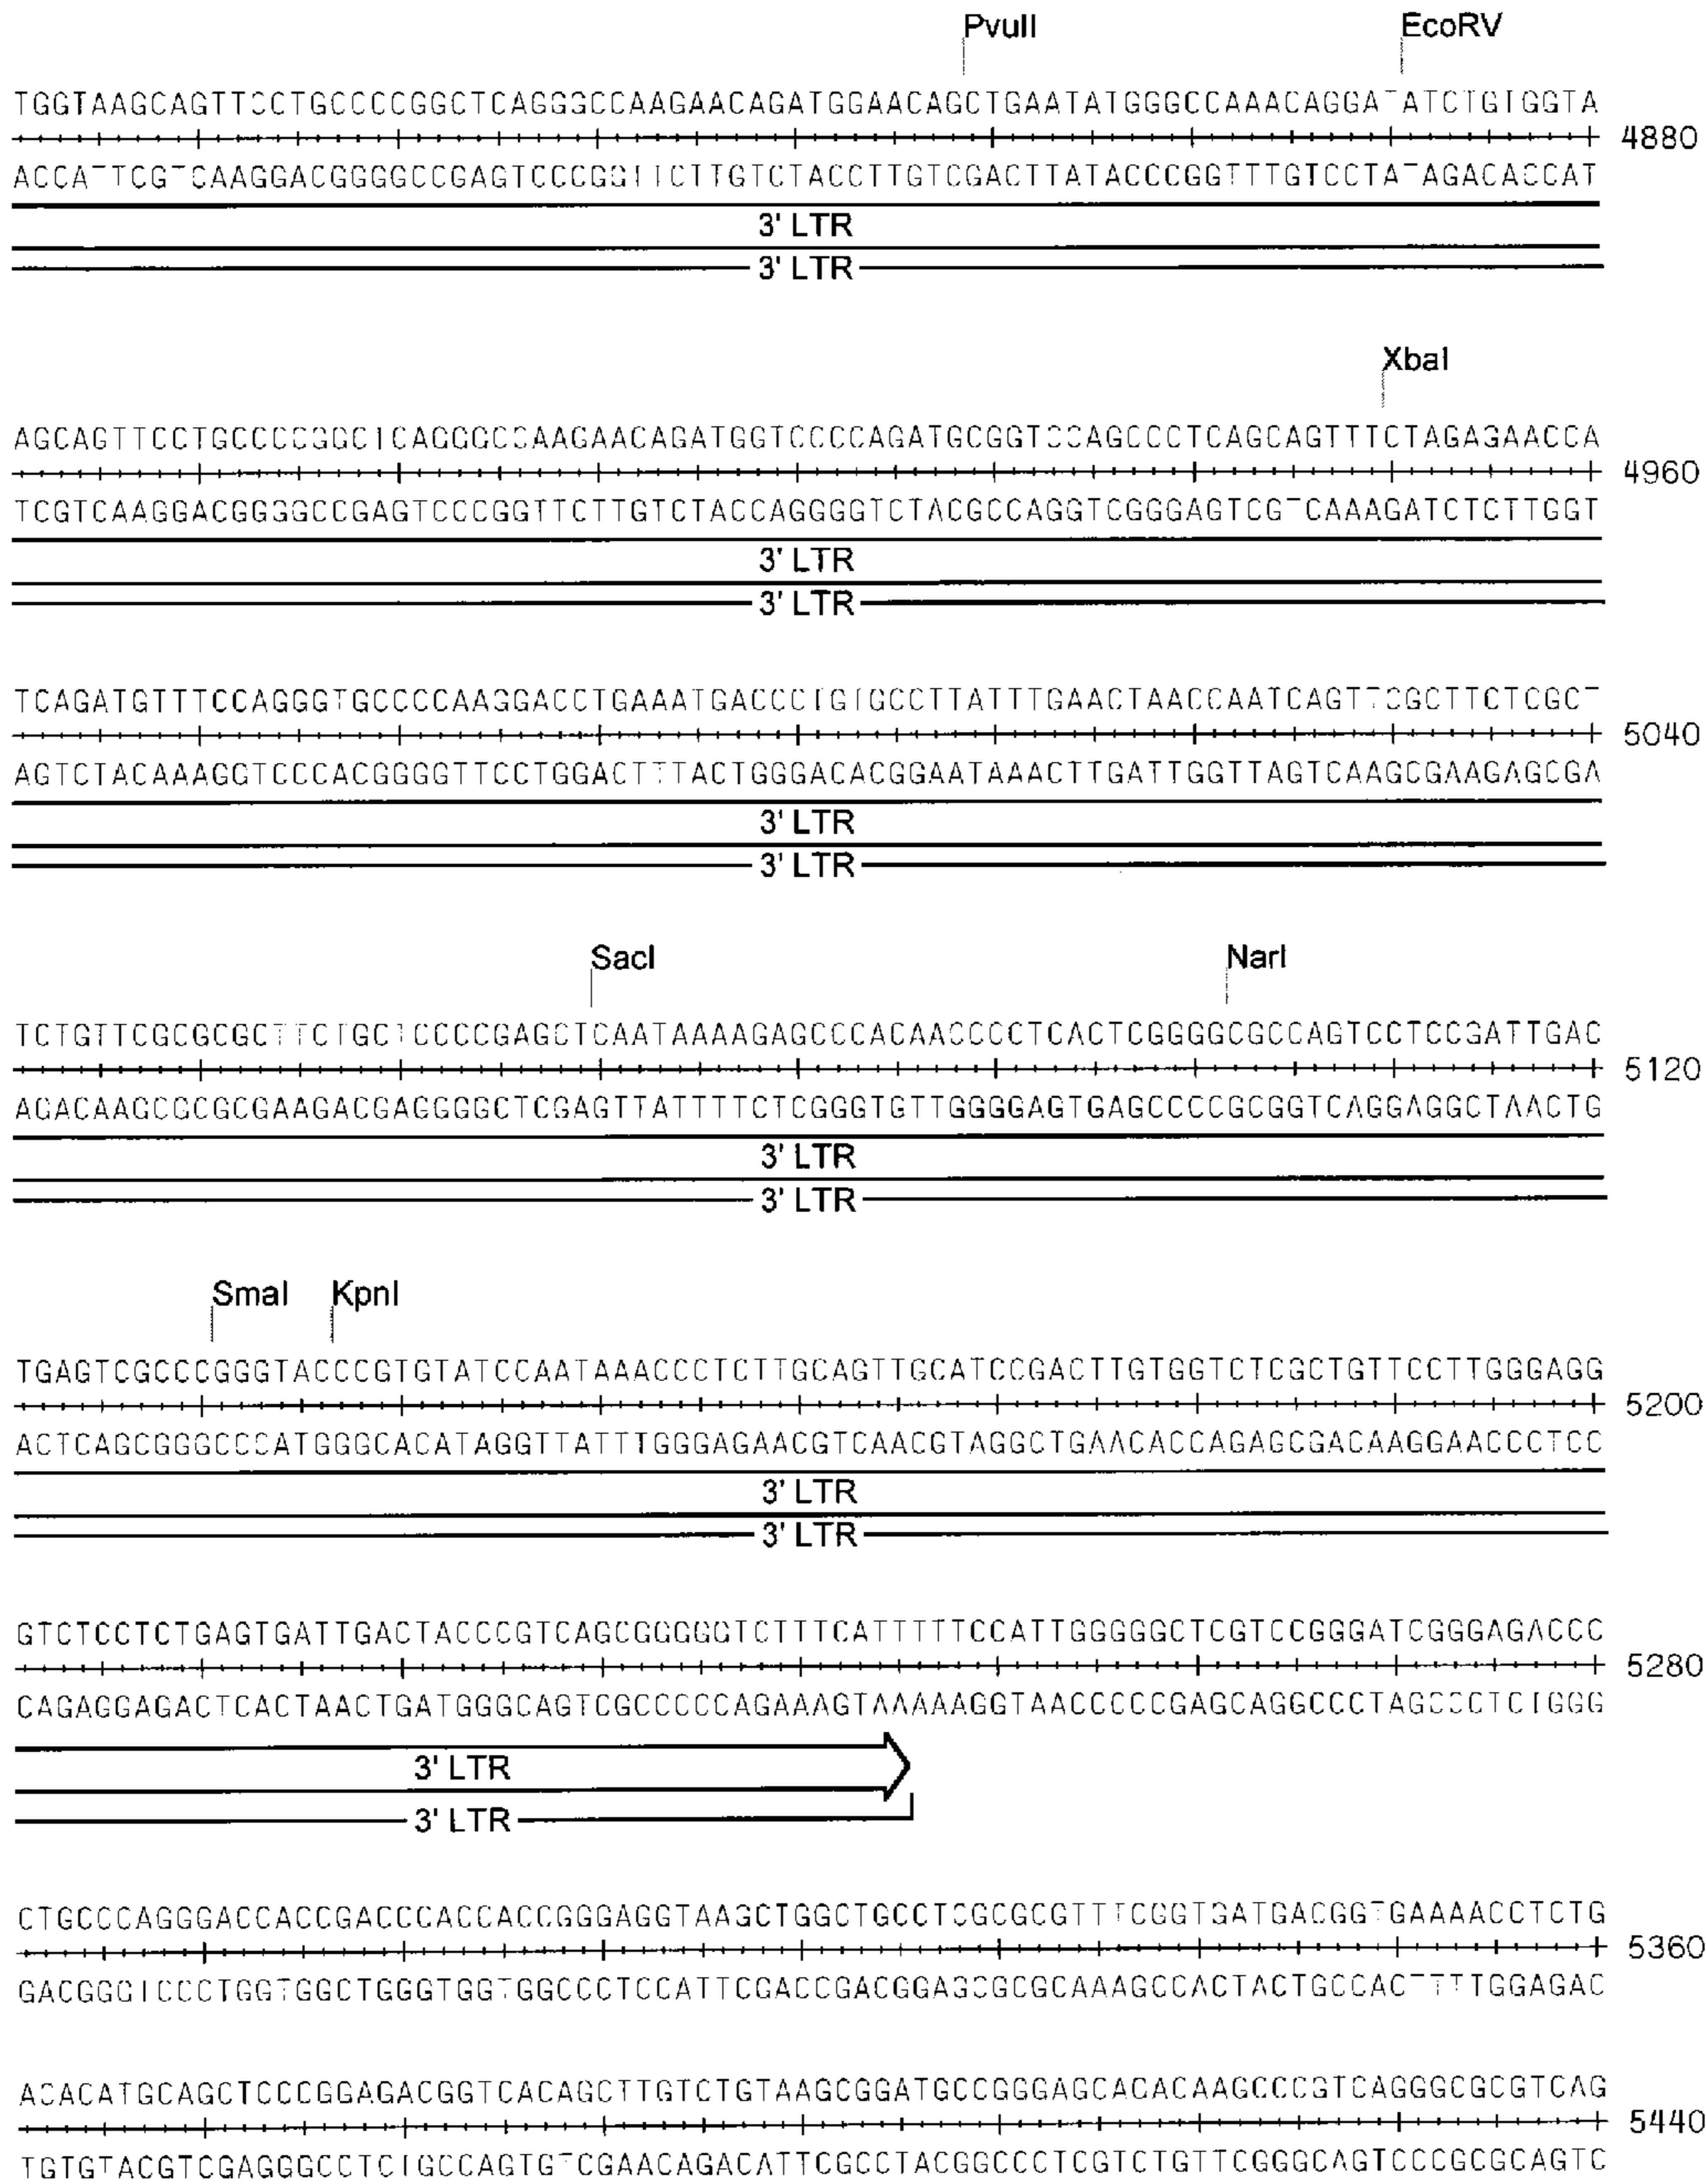 PvuII EcoRV
TGGTAAGCAGTTCCTGCCCCGGCTCAGGGCCAAGAACAGATGGAACAGCTGAATATGGGCCAAACAGGATATCTGTGGTA
4880
ACCATTCGTCAAGGACGGGGCCGAGTCCCGGTTCTTGTCTACCTTGTCGACTTATACCCGGTTTGTCCTATAGACACCAT
3' LTR
3' LTR
XbaI
AGCAGTTCCTGCCCCGGCTCAGGGCCAAGAACAGATGGTCCCCAGATGCGGTCCAGCCCTCAGCAGTTTCTAGAGAACCA
4960
TCGTCAAGGACGGGGCCGAGTCCCGGTTCTTGTCTACCAGGGGTCTACGCCAGGTCGGGAGTCGTCAAAGATCTCTTGGT
3' LTR
3' LTR
TCAGATGTTTCCAGGGTGCCCCAAGGACCTGAAATGACCCTGTGCCTTATTTGAACTAACCAATCAGTTCGCTTCTCGCT
5040
AGTCTACAAAGGTCCCACGGGGTTCCTGGACTTTACTGGGACACGGAATAAACTTGATTGGTTAGTCAAGCGAAGAGCGA
3' LTR
3' LTR
SacI NarI
TCTGTTCGCGCGCTTCTGCTCCCCGAGCTCAATAAAAGAGCCCACAACCCCTCACTCGGGGCGCCAGTCCTCCGATTGAC
5120
AGACAAGCGCGCGAAGACGAGGGGCTCGAGTTATTTTCTCGGGTGTTGGGGAGTGAGCCCCGCGGTCAGGAGGCTAACTG
3' LTR
3' LTR
SmaI KpnI
TGAGTCGCCCGGGTACCCGTGTATCCAATAAACCCTCTTGCAGTTGCATCCGACTTGTGGTCTCGCTGTTCCTTGGGAGG
5200
ACTCAGCGGGCCCATGGGCACATAGGTTATTTGGGAGAACGTCAACGTAGGCTGAACACCAGAGCGACAAGGAACCCTCC
3' LTR
3' LTR
GTCTCCTCTGAGTGATTGACTACCCGTCAGCGGGGGTCTTTCATTTTTCCATTGGGGGCTCGTCCGGGATCGGGAGACCC
5280
CAGAGGAGACTCACTAACTGATGGGCAGTCGCCCCCAGAAAGTAAAAAGGTAACCCCCGAGCAGGCCCTAGCCCTCTGGG
3' LTR
3' LTR
CTGCCCAGGGACCACCGACCCACCACCGGGAGGTAAGCTGGCTGCCTCGCGCGTTTCGGTGATGACGGTGAAAACCTCTG
5360
GACGGGTCCCTGGTGGCTGGGTGGTGGCCCTCCATTCGACCGACGGAGCGCGCAAAGCCACTACTGCCACTTTTGGAGAC
ACACATGCAGCTCCCGGAGACGGTCACAGCTTGTCTGTAAGCGGATGCCGGGAGCACACAAGCCCGTCAGGGCGCGTCAG
5440
TGTGTACGTCGAGGGCCTCTGCCAGTGTCGAACAGACATTCGCCTACGGCCCTCGTCTGTTCGGGCAGTCCCGCGCAGTC